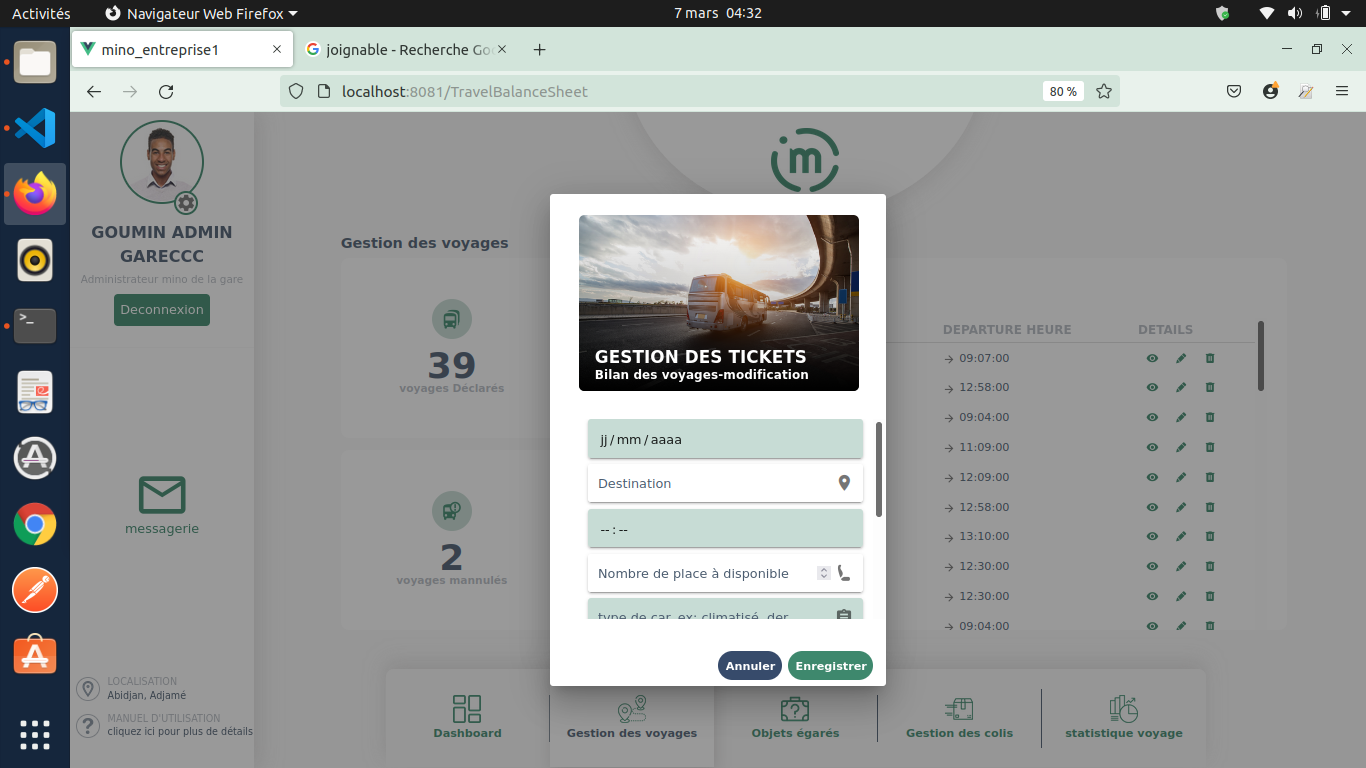 Activités
Navigateur Web Firefox
7 mars 04:32
mino_entreprise1
joignable - Recherche Goo
localhost:8081/TravelBalanceSheet
80 %
im
GOUMIN ADMIN
GARECCC
Administrateur mino de la gare
Deconnexion
messagerie
LOCALISATION
Abidjan, Adjamé
MANUEL D'UTILISATION
cliquez ici pour plus de détails
Gestion des voyages
39
voyages Déclarés
2
voyages mannulés
GESTION DES TICKETS
Bilan des voyages-modification
jj / mm / aaaa
Destination
-- : --
Nombre de place à disponible
type de car, ex: climatisé, der
Annuler
Enregistrer
DEPARTURE HEURE DETAILS
09:07:00
12:58:00
09:04:00
11:09:00
12:09:00
12:58:00
13:10:00
12:30:00
12:30:00
09:04:00
Dashboard
Gestion des voyages
Objets égarés
Gestion des colis
statistique voyage